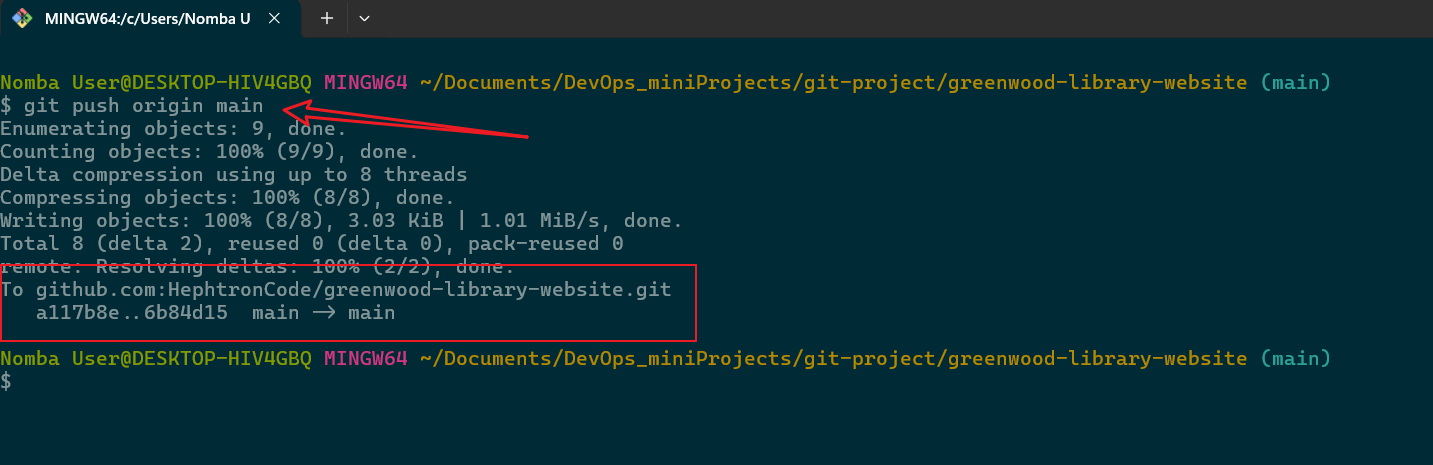 MINGW64:/c/Users/Nomba U
Nomba User@DESKTOP-HIV4GBQ MINGW64 ~/Documents/DevOps_miniProjects/git-project/greenwood-library-website (main)
$ git push origin main
Enumerating objects: 9, done.
Counting objects: 100% (9/9), done.
Delta compression using up to 8 threads
Compressing objects: 100% (8/8), done.
Writing objects: 100% (8/8), 3.03 KiB | 1.01 MiB/s, done.
Total 8 (delta 2), reused 0 (delta 0), pack-reused 0
remote: Resolving deltas: 100% (2/2), done.
To github.com:HephtronCode/greenwood-library-website.git
a117b8e..6b84d15 main -> main
Nomba User@DESKTOP-HIV4GBQ MINGW64 ~/Documents/DevOps_miniProjects/git-project/greenwood-library-website (main)
$